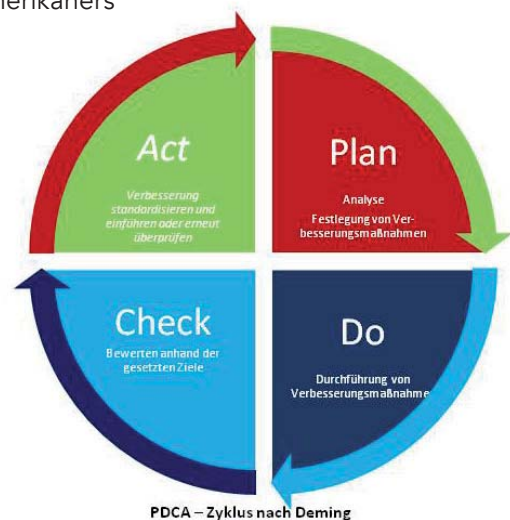 Act
Verbesserung
standardisieren und
einführen oder erneut
überprüfen
Plan
Analyse
Festlegung von Ver-
besserungsmaßnahmen
Check
Bewerten anhand der
gesetzten Ziele
Do
Durchführung von
Verbesserungsmaßnahme
PDCA – Zyklus nach Deming